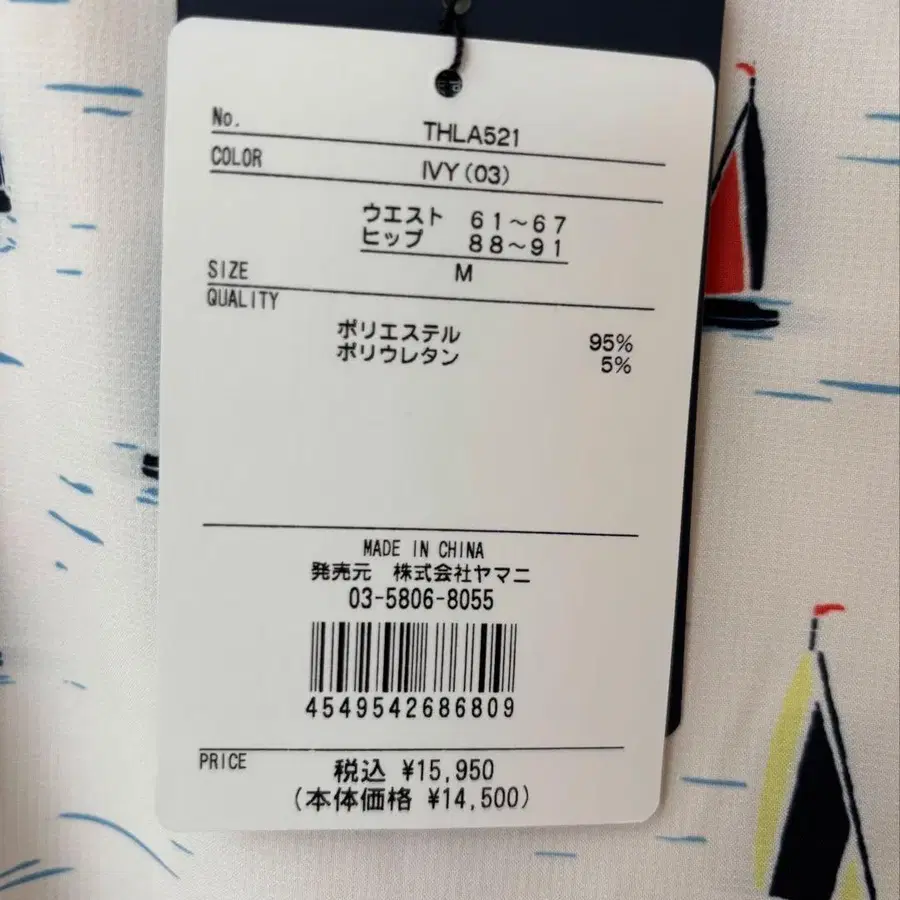 No. THLA521
COLOR IVY(03)
ウエスト 61～67
ヒップ 88～91
SIZE M
QUALITY
ポリエステル 95%
ポリウレタン 5%
MADE IN CHINA
発売元 株式会社ヤマニ
03-5806-8055
4549542686809
PRICE 税込 ¥15,950
(本体価格 ¥14,500)